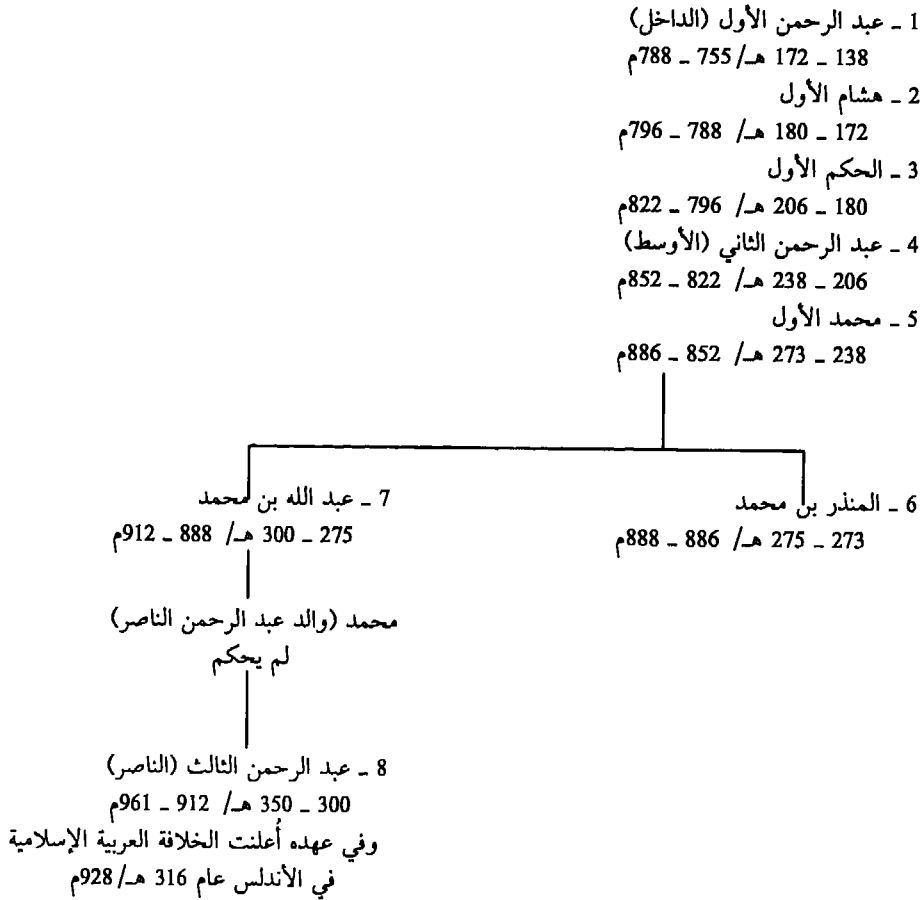 1 ـ عبد الرحمن الأول (الداخل)
138 ـ 172 هـ/ 755 ـ 788م
2 ـ هشام الأول
172 ـ 180 هـ/ 788 ـ 796م
3 ـ الحكم الأول
180 ـ 206 هـ/ 796 ـ 822م
4 ـ عبد الرحمن الثاني (الأوسط)
206 ـ 238 هـ/ 822 ـ 852م
5 ـ محمد الأول
238 ـ 273 هـ/ 852 ـ 886م
6 ـ المنذر بن محمد
273 ـ 275 هـ/ 886 ـ 888م
7 ـ عبد الله بن محمد
275 ـ 300 هـ/ 888 ـ 912م
محمد (والد عبد الرحمن الناصر)
لم يحكم
8 ـ عبد الرحمن الثالث (الناصر)
300 ـ 350 هـ/ 912 ـ 961م
وفي عهده أُعلنت الخلافة العربية الإسلامية
في الأندلس عام 316 هـ/ 928م